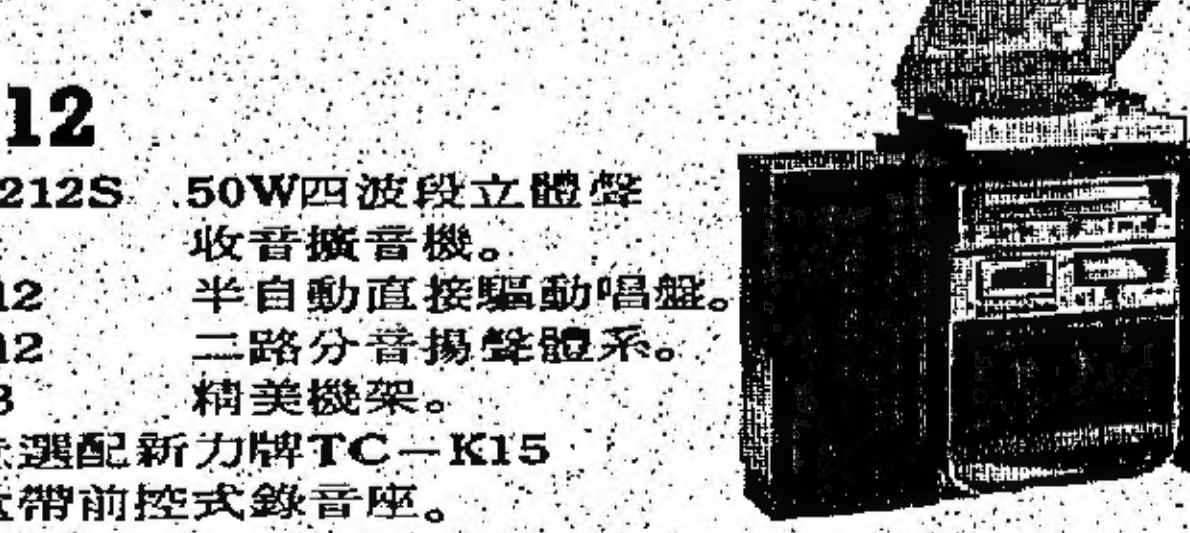 12
212S 50W四波段立體聲
收音擴音機。
12 半自動直接驅動唱盤。
12 二路分音揚聲體系。
3 精美機架。
選配新力牌TC-K15
帶前控式錄音座。